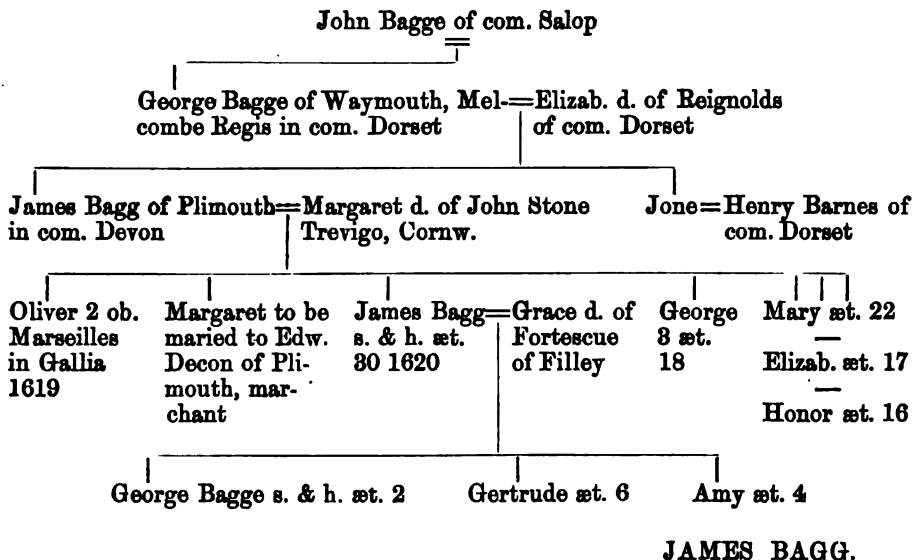 John Bagge of com. Salop
George Bagge of Waymouth, Mel-=Elizab. d. of Reignolds
combe Regis in com. Dorset of com. Dorset
James Bagg of Plimouth=Margaret d. of John Stone
in com. Devon Trevigo, Cornw.
Jone=Henry Barnes of
com. Dorset
Oliver 2 ob.
Marseilles
in Gallia
1619
Margaret to be
maried to Edw.
Decon of Pli-
mouth, mar-
chant
James Bagg=Grace d. of
s. & h. æt. Fortescue
30 1620 of Filley
George
3 æt.
18
Mary æt. 22
Elizab. æt. 17
Honor æt. 16
George Bagge s. & h. æt. 2
Gertrude æt. 6
Amy æt. 4
JAMES BAGG.